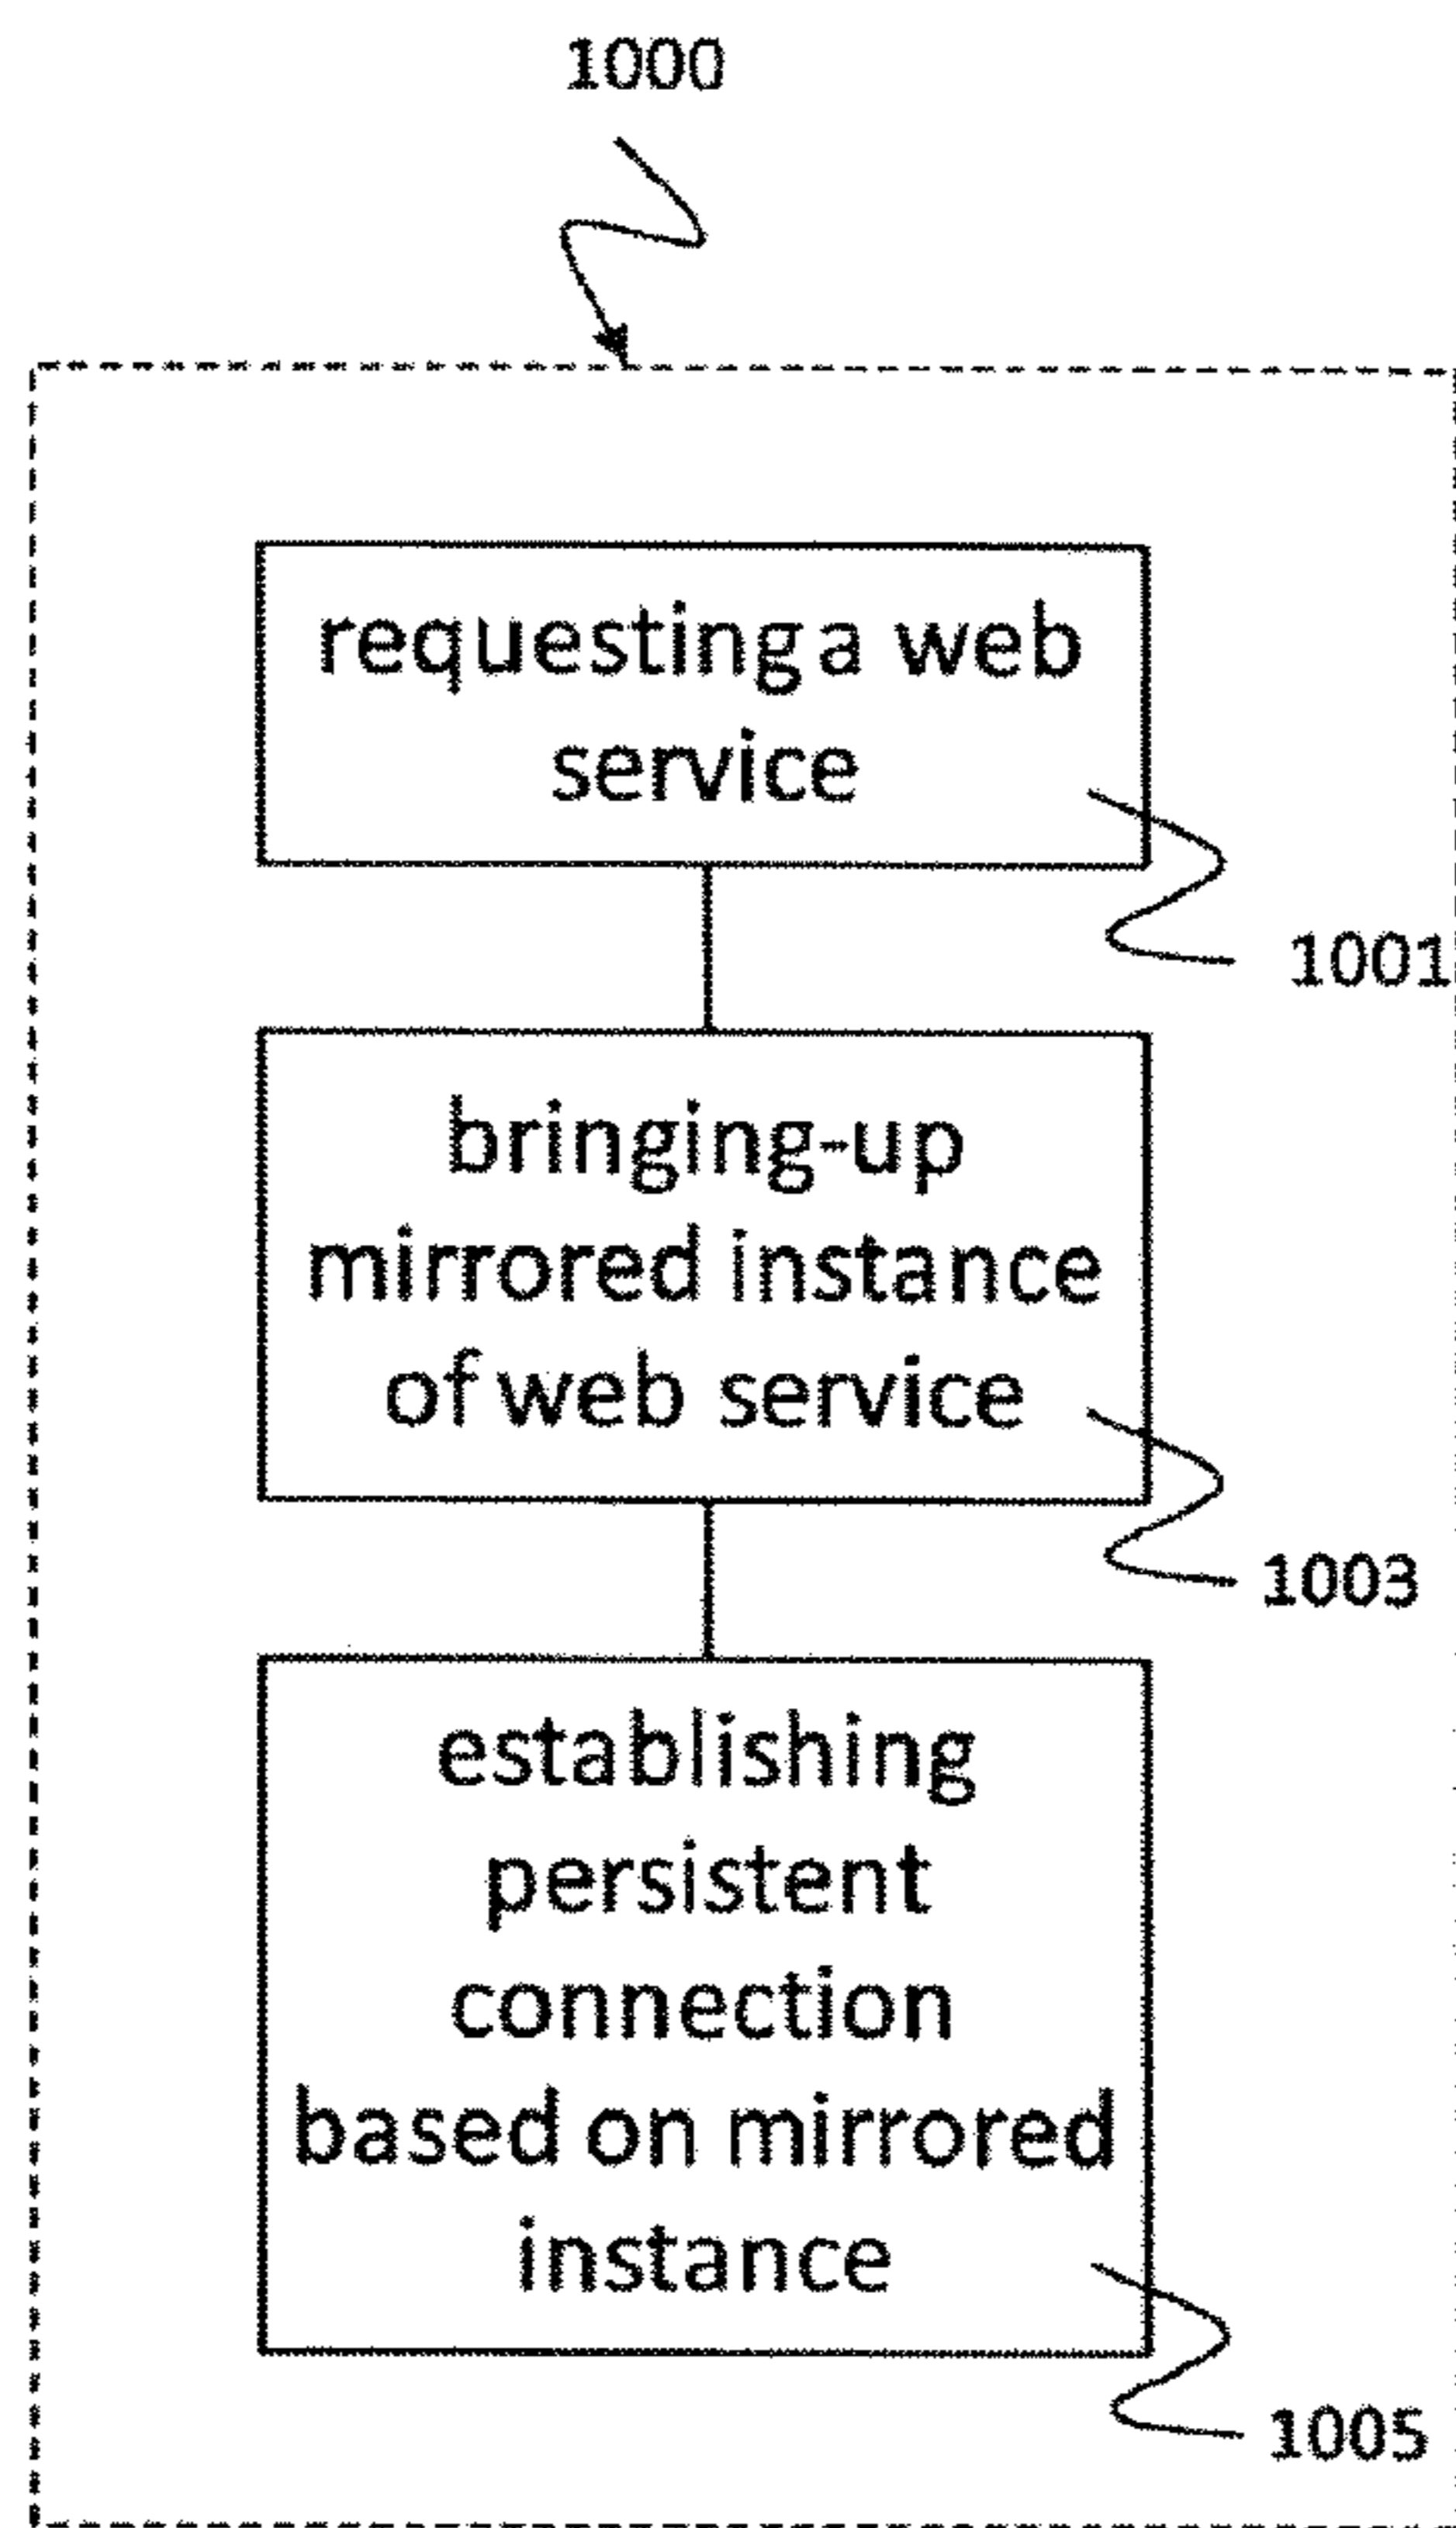 1000
requesting a web
service
1001
bringing-up
mirrored instance
of web service
1003
establishing
persistent
connection
based on mirrored
instance
1005